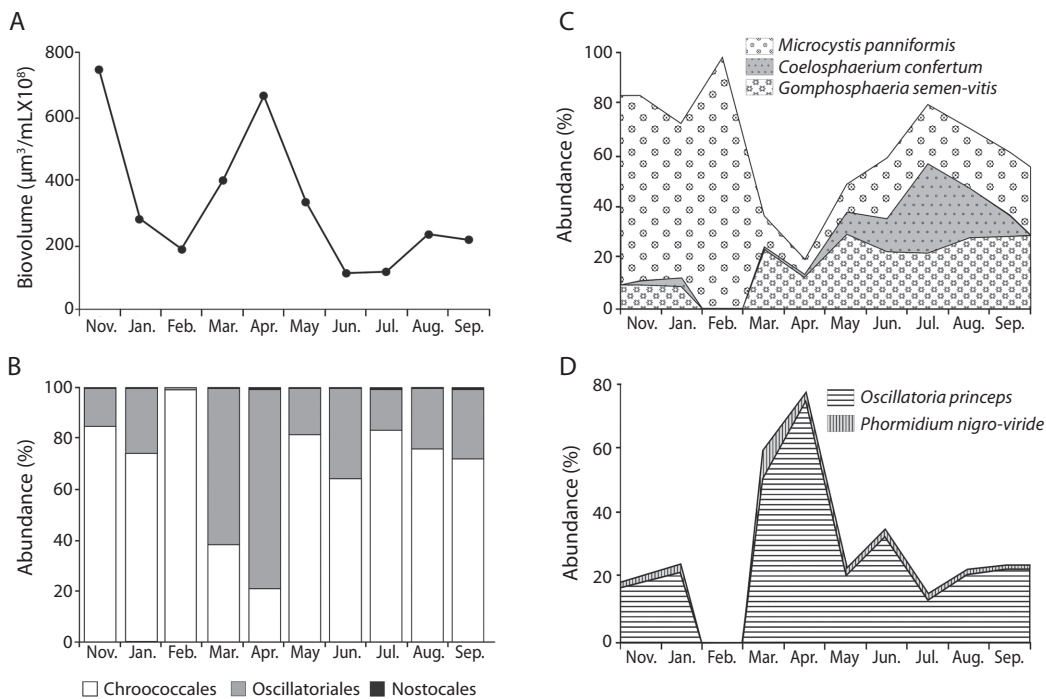 A
Biovolume (µm³/mLX10⁸)
800
600
400
200
0
Nov. Jan. Feb. Mar. Apr. May Jun. Jul. Aug. Sep.
B
Abundance (%)
100
80
60
40
20
0
Nov. Jan. Feb. Mar. Apr. May Jun. Jul. Aug. Sep.
Chroococcales Oscillatoriales Nostocales
C
Abundance (%)
100
80
60
40
20
0
Microcystis panniformis
Coelosphaerium confertum
Gomphosphaeria semen-vitis
Nov. Jan. Feb. Mar. Apr. May Jun. Jul. Aug. Sep.
D
Abundance (%)
80
60
40
20
0
Oscillatoria princeps
Phormidium nigro-viride
Nov. Jan. Feb. Mar. Apr. May Jun. Jul. Aug. Sep.